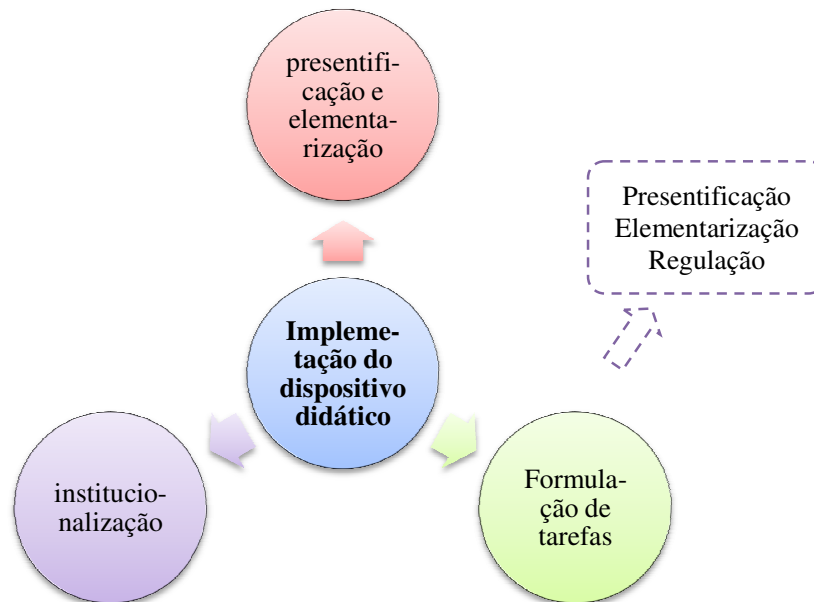 presentifi-
cação e
elementa-
rização
Presentificação
Elementarização
Regulação
Impleme-
tação do
dispositivo
didático
institucio-
nalização
Formula-
ção de
tarefas